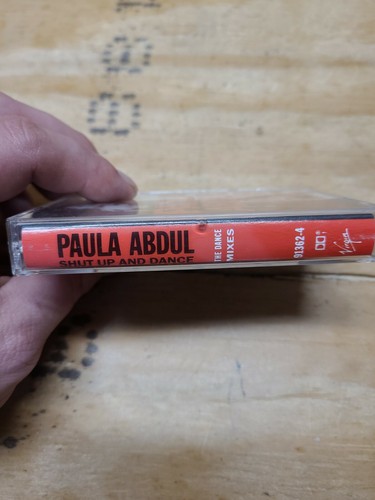 PAULA ABDUL
SHUT UP AND DANCE
THE DANCE
MIXES
91362-4
Virgin